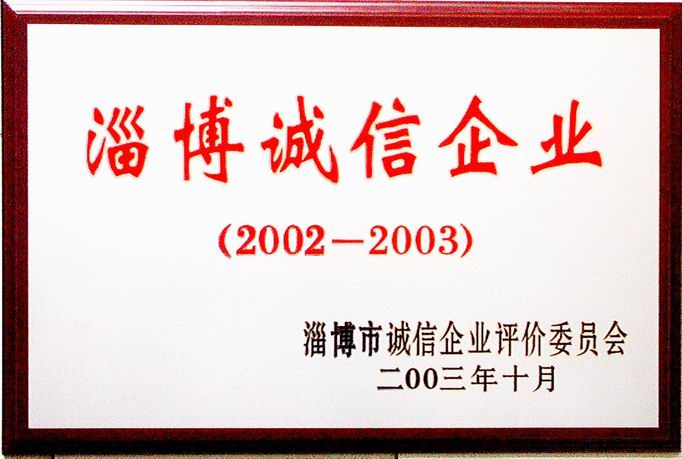 淄博诚信企业
(2002—2003)
淄博市诚信企业评价委员会
二00三年十月